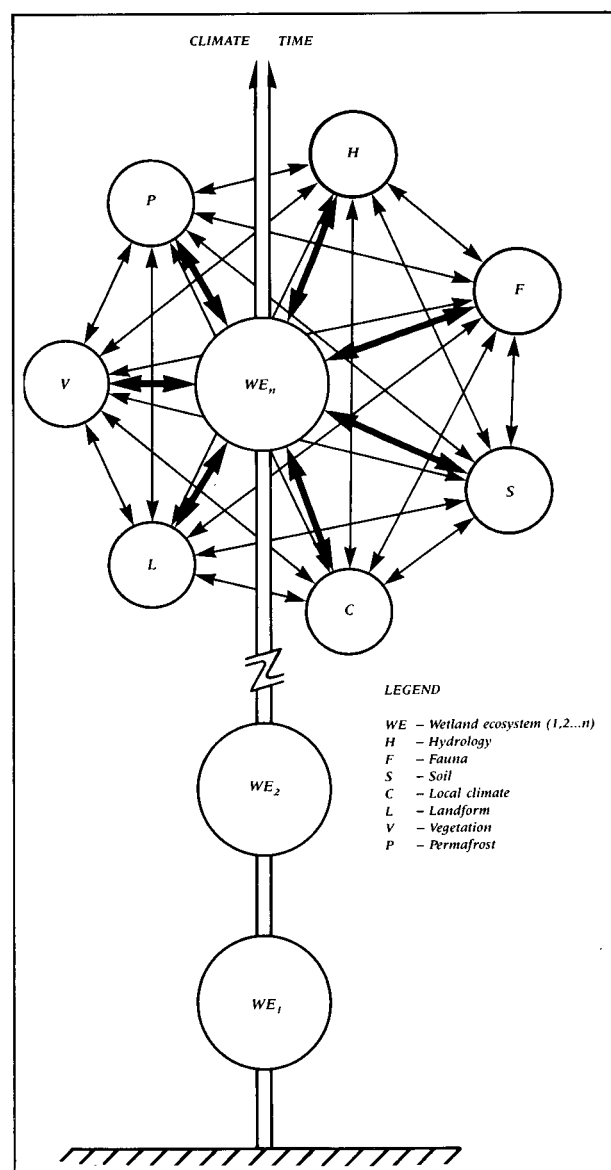 CLIMATE TIME
H
P
F
V
WEn
S
L
C
LEGEND
WE – Wetland ecosystem (1,2...n)
H – Hydrology
F – Fauna
S – Soil
C – Local climate
L – Landform
V – Vegetation
P – Permafrost
WE2
WE1